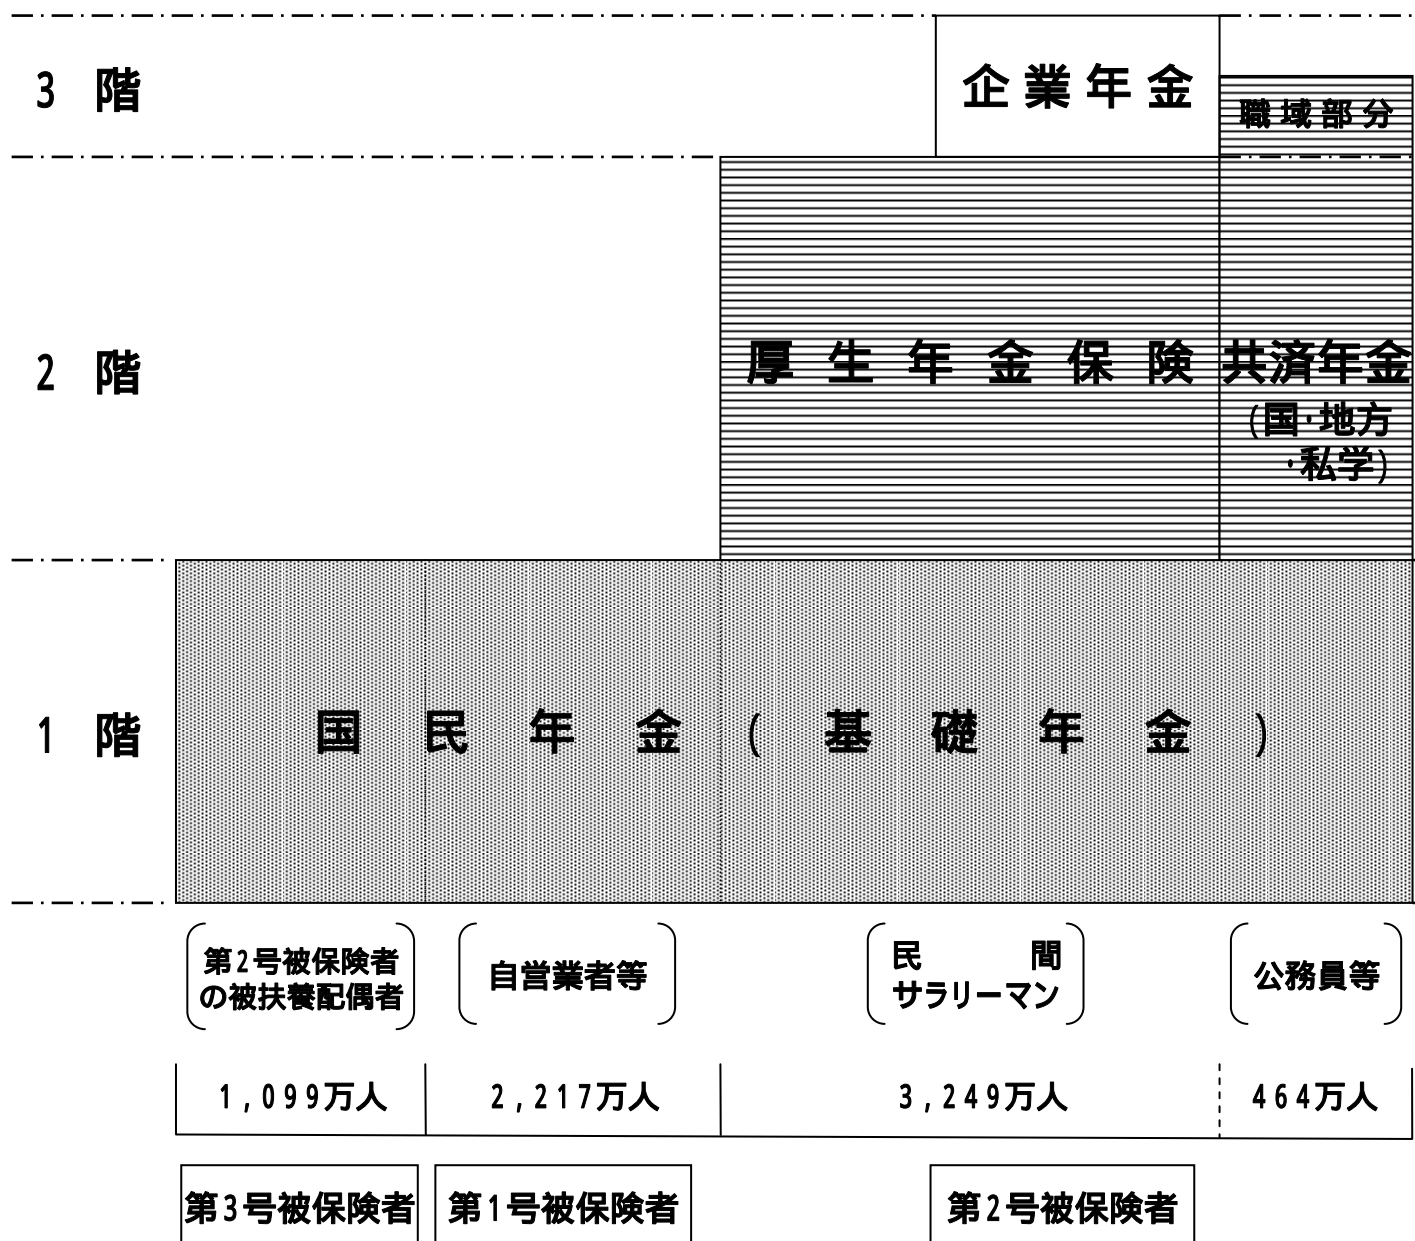 3 階
企業年金
職域部分
2 階
厚生年金保険
共済年金
(国・地方
・私学)
1 階
国民年金(基礎年金)
第2号被保険者
の被扶養配偶者
自営業者等
民間
サラリーマン
公務員等
1,099万人
2,217万人
3,249万人
464万人
第3号被保険者
第1号被保険者
第2号被保険者